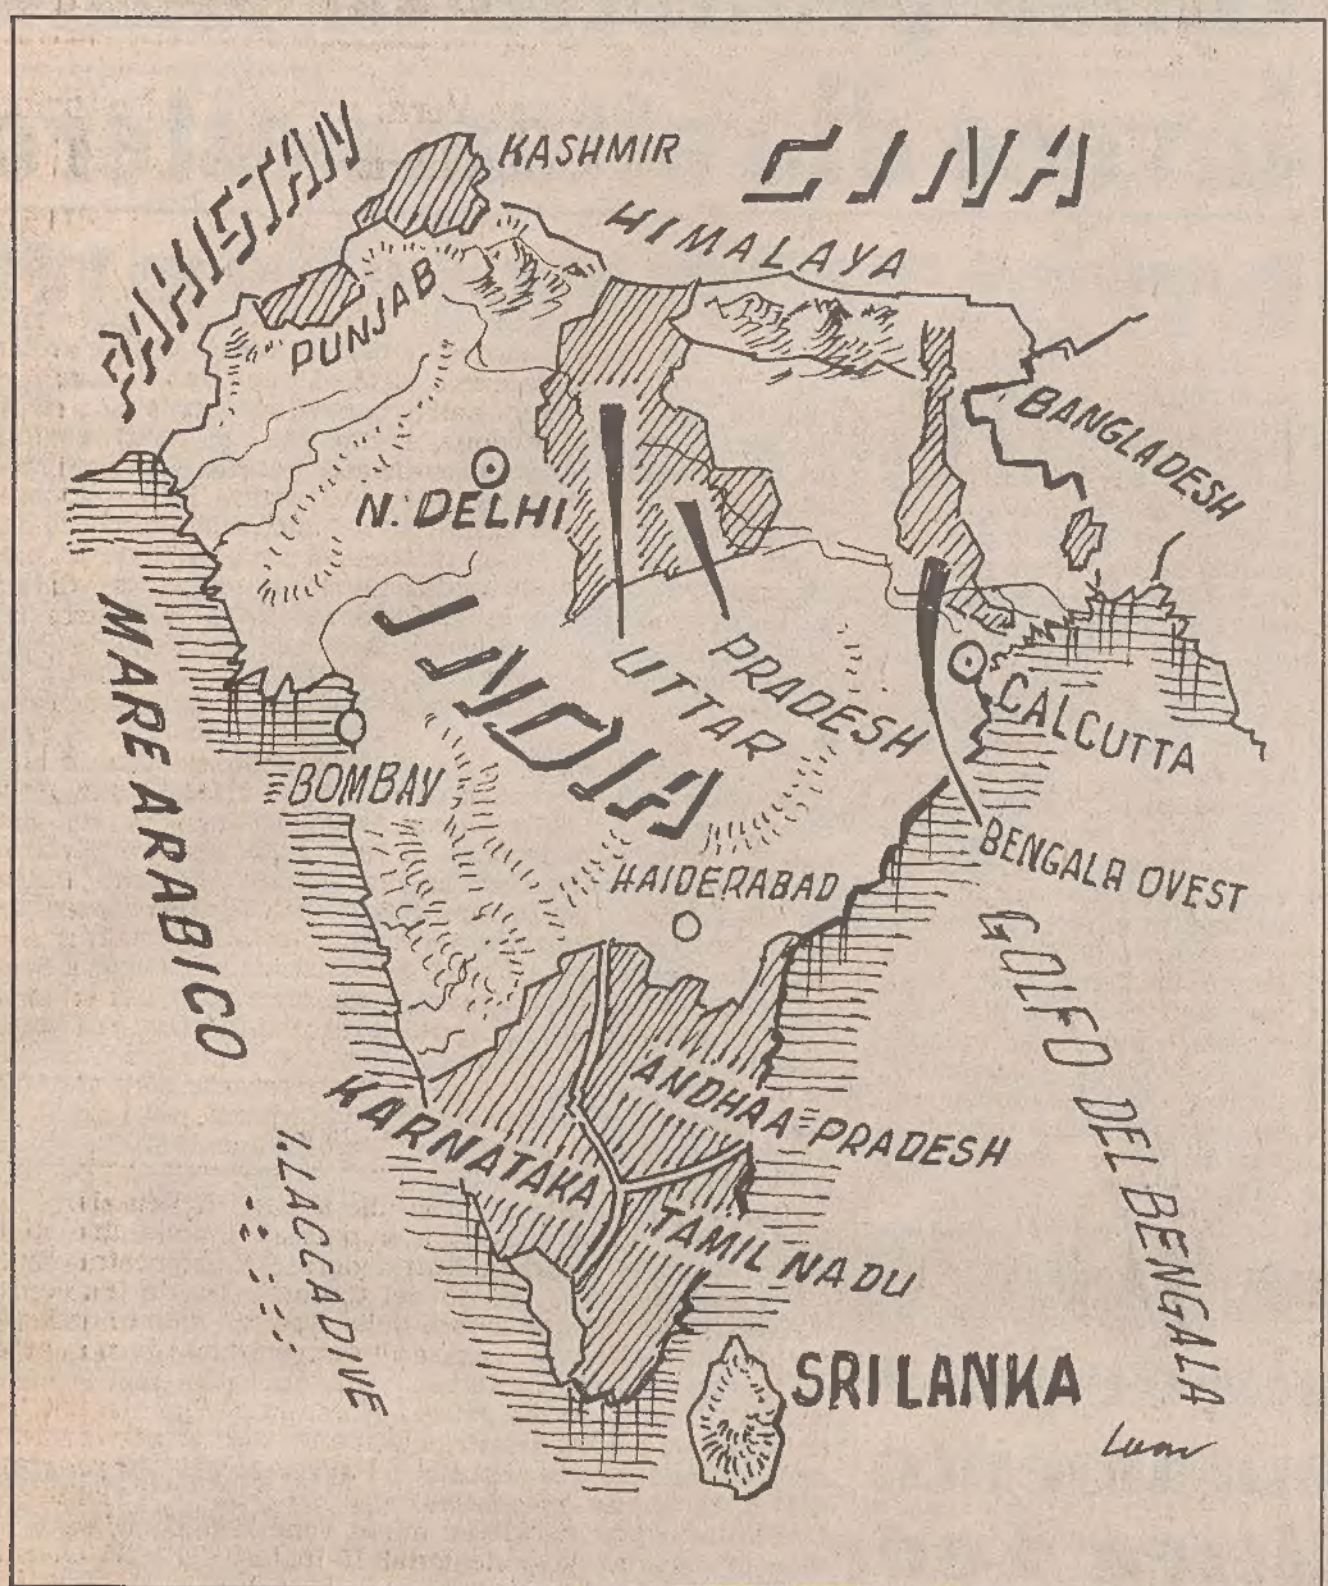 PAKISTAN
KASHMIR
CINA
HIMALAYA
PUNJAB
BANGLADESH
N. DELHI
MARE ARABICO
INDIA
UTTAR
PRADESH
CALCUTTA
BOMBAY
BENGALA OVEST
HAIDERABAD
GOLFO DEL BENGALA
ANDHAA=PRADESH
KARNATAKA
I. LACCADIVE
TAMIL NADU
SRI LANKA